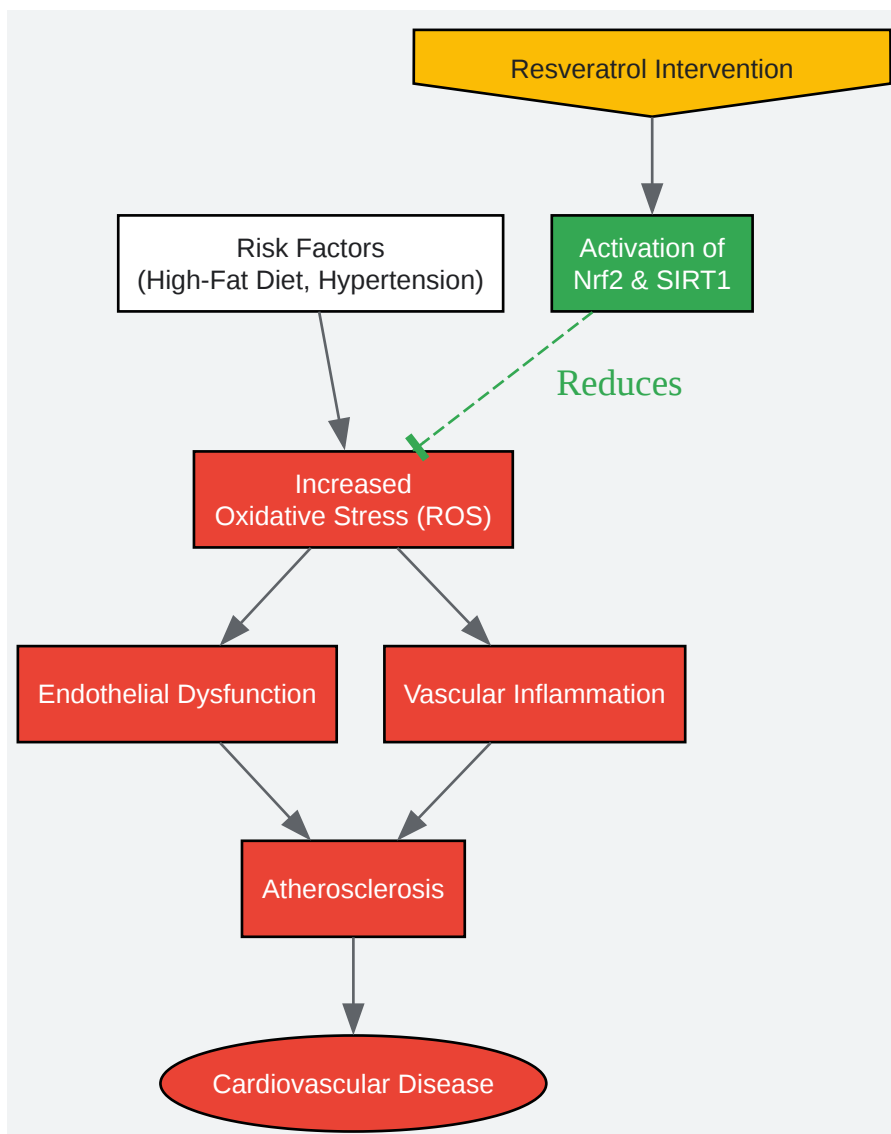 Resveratrol Intervention
Risk Factors
(High-Fat Diet, Hypertension)
Activation of
Nrf2 & SIRT1
Reduces
Increased
Oxidative Stress (ROS)
Endothelial Dysfunction
Vascular Inflammation
Atherosclerosis
Cardiovascular Disease